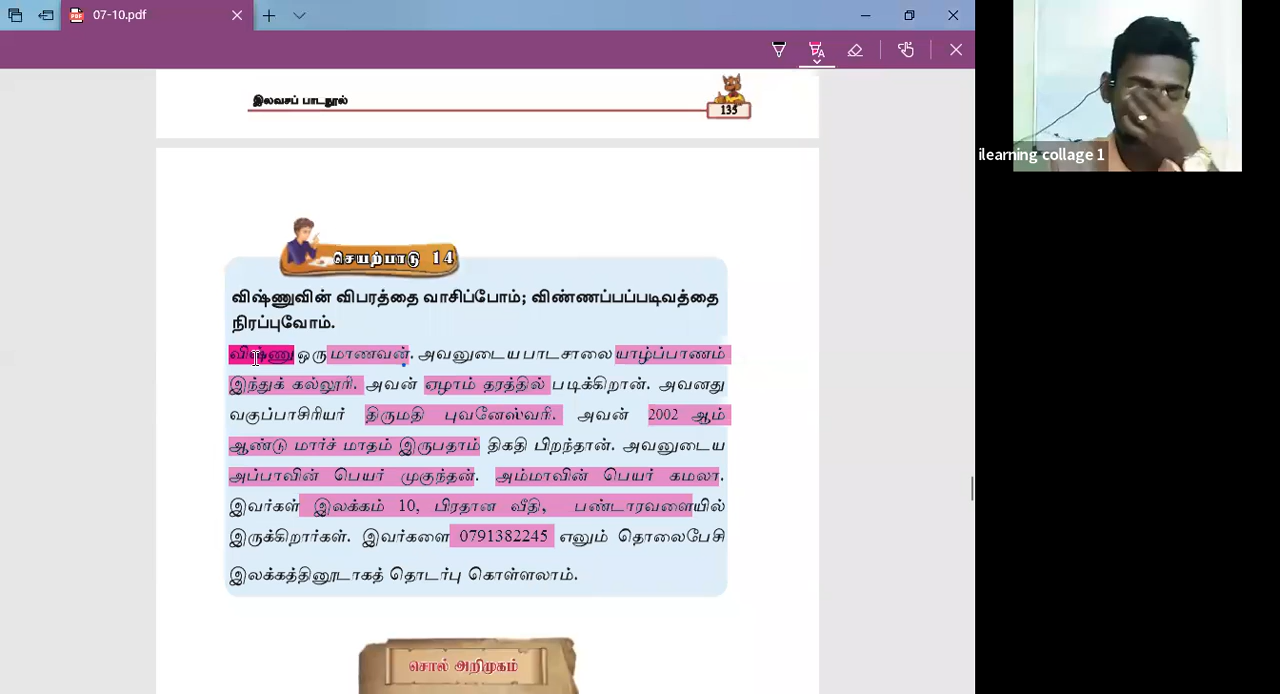 07-10.pdf
இலவசப் பாடநூல்
135
ilearning collage 1
செயற்பாடு 14
விஷ்ணுவின் விபரத்தை வாசிப்போம்; விண்ணப்பப்படிவத்தை
நிரப்புவோம்.
விஷ்ணு ஒரு மாணவன். அவனுடைய பாடசாலை யாழ்ப்பாணம்
இந்துக் கல்லூரி. அவன் ஏழாம் தரத்தில் படிக்கிறான். அவனது
வகுப்பாசிரியர் திருமதி புவனேஸ்வரி. அவன் 2002 ஆம்
ஆண்டு மார்ச் மாதம் இருபதாம் திகதி பிறந்தான். அவனுடைய
அப்பாவின் பெயர் முகுந்தன். அம்மாவின் பெயர் கமலா.
இவர்கள் இலக்கம் 10, பிரதான வீதி, பண்டாரவளையில்
இருக்கிறார்கள். இவர்களை 0791382245 எனும் தொலைபேசி
இலக்கத்தினூடாகத் தொடர்பு கொள்ளலாம்.
சொல் அறிமுகம்